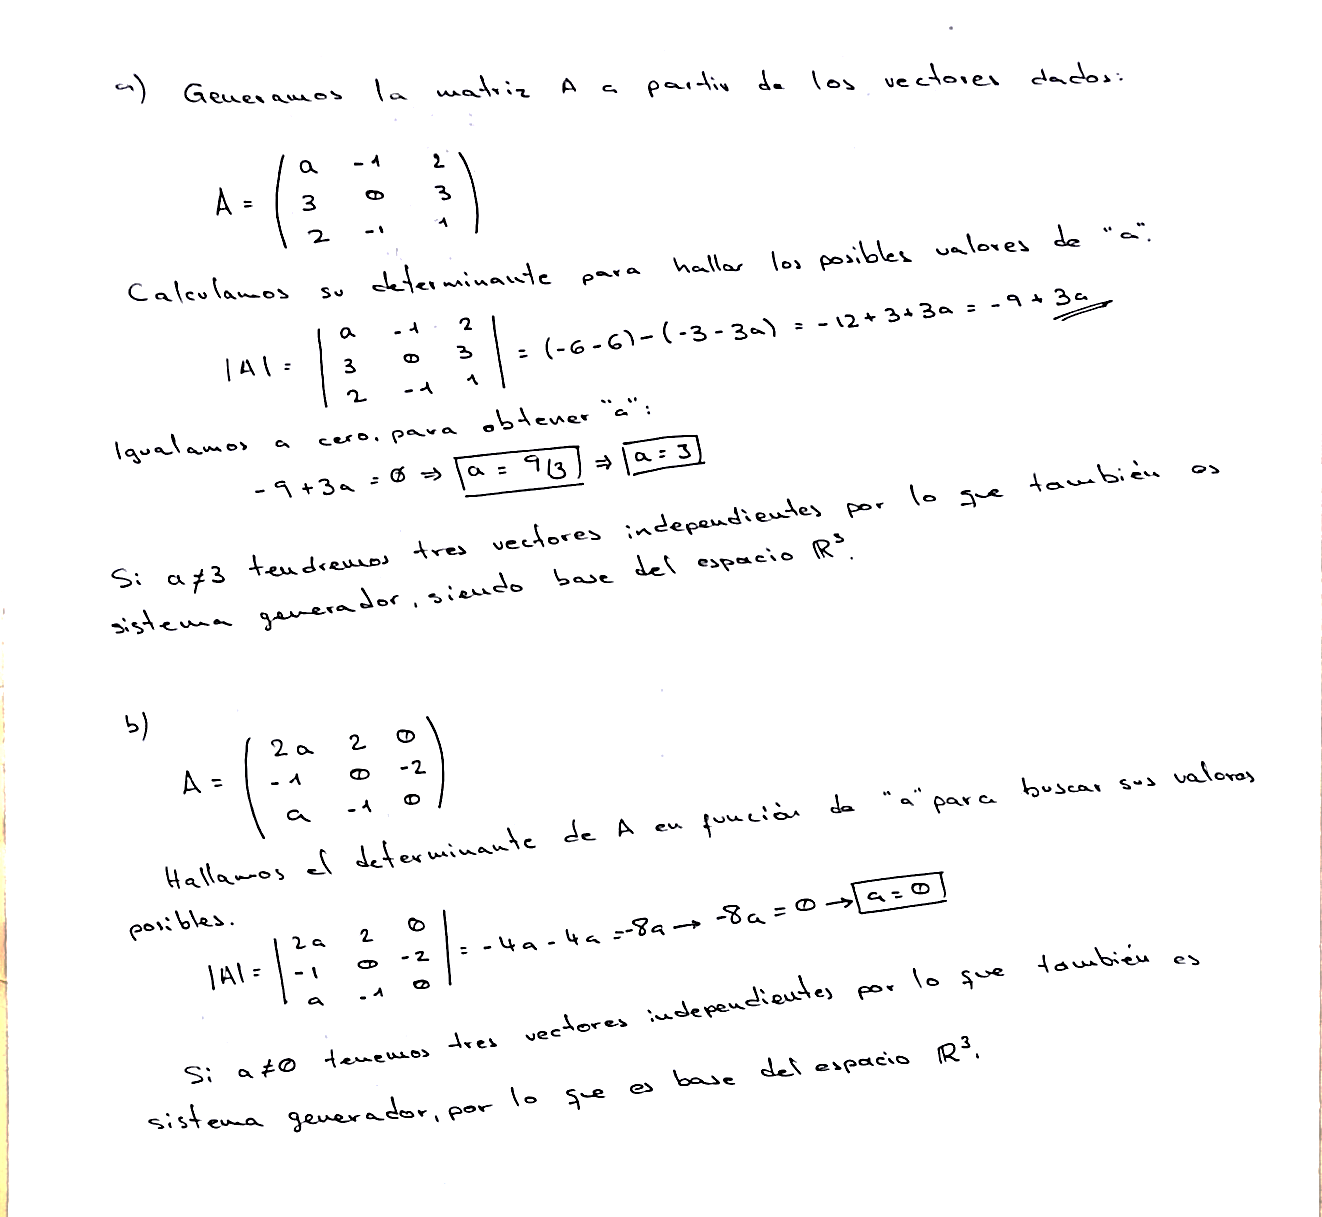 a) Generamos la matriz A a partir de los vectores dados:
A = ( a -1 2
3 0 3
2 -1 1 )
Calculamos su determinante para hallar los posibles valores de "a".
|A| = | a -1 2
3 0 3
2 -1 1 | = (-6-6)-(-3-3a) = -12+3+3a = -9+3a
Igualamos a cero, para obtener "a":
-9+3a = 0 ⇒ a = 9/3 ⇒ a = 3
Si a≠3 tendremos tres vectores independientes por lo que también es
sistema generador, siendo base del espacio ℝ³.
b)
A = ( 2a 2 0
-1 0 -2
a -1 0 )
Hallamos el determinante de A en función de "a" para buscar sus valores
posibles.
|A| = | 2a 2 0
-1 0 -2
a -1 0 | = -4a-4a = -8a → -8a = 0 → a = 0
Si a≠0 tenemos tres vectores independientes por lo que también es
sistema generador, por lo que es base del espacio ℝ³.